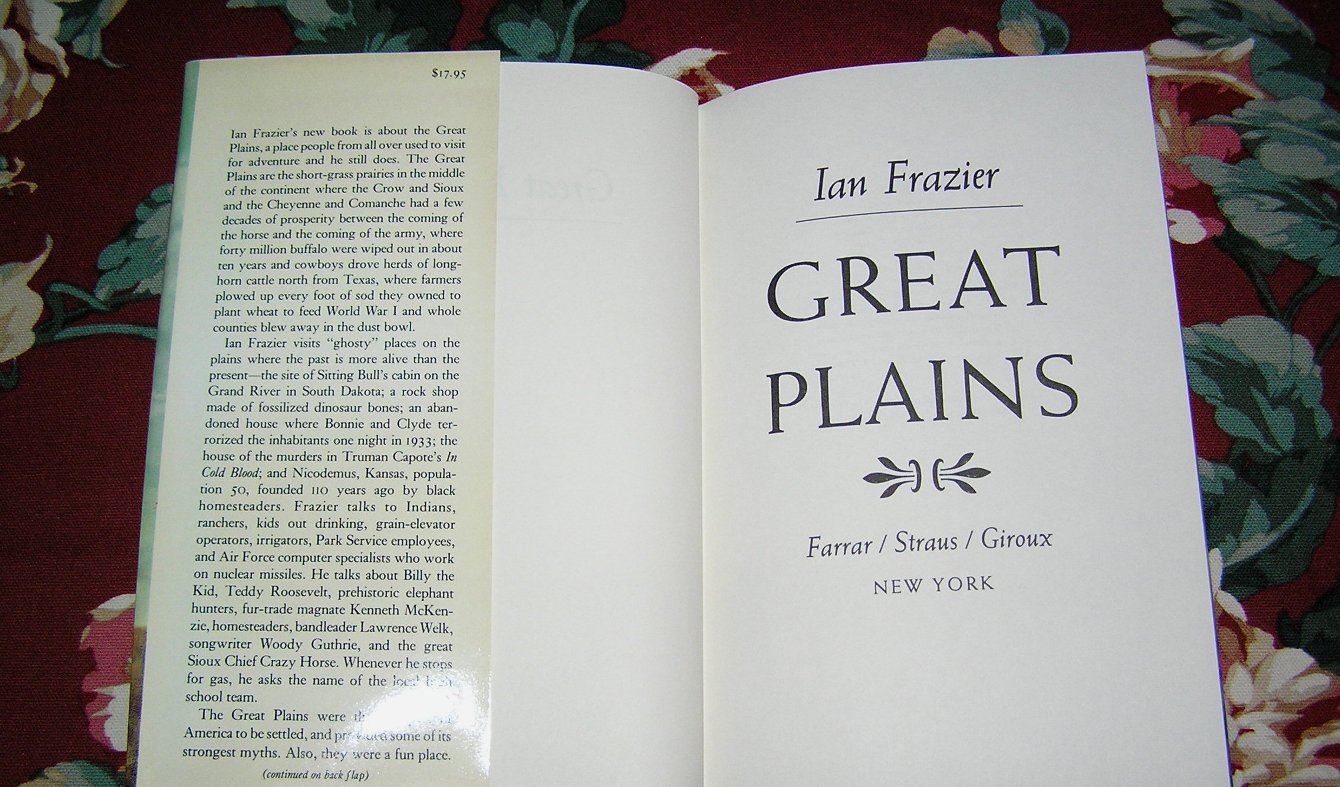 $17.95
Ian Frazier's new book is about the Great
Plains, a place people from all over used to visit
for adventure and he still does. The Great
Plains are the short-grass prairies in the middle
of the continent where the Crow and Sioux
and the Cheyenne and Comanche had a few
decades of prosperity between the coming of
the horse and the coming of the army, where
forty million buffalo were wiped out in about
ten years and cowboys drove herds of long-
horn cattle north from Texas, where farmers
plowed up every foot of sod they owned to
plant wheat to feed World War I and whole
counties blew away in the dust bowl.
Ian Frazier visits "ghosty" places on the
plains where the past is more alive than the
present—the site of Sitting Bull's cabin on the
Grand River in South Dakota; a rock shop
made of fossilized dinosaur bones; an aban-
doned house where Bonnie and Clyde ter-
rorized the inhabitants one night in 1933; the
house of the murders in Truman Capote's In
Cold Blood; and Nicodemus, Kansas, popula-
tion 50, founded 110 years ago by black
homesteaders. Frazier talks to Indians,
ranchers, kids out drinking, grain-elevator
operators, irrigators, Park Service employees,
and Air Force computer specialists who work
on nuclear missiles. He talks about Billy the
Kid, Teddy Roosevelt, prehistoric elephant
hunters, fur-trade magnate Kenneth McKen-
zie, homesteaders, bandleader Lawrence Welk,
songwriter Woody Guthrie, and the great
Sioux Chief Crazy Horse. Whenever he stops
for gas, he asks the name of the local high
school team.
The Great Plains were
America to be settled, and provided some of its
strongest myths. Also, they were a fun place.
(continued on back flap)
Ian Frazier
GREAT
PLAINS
Farrar / Straus / Giroux
NEW YORK